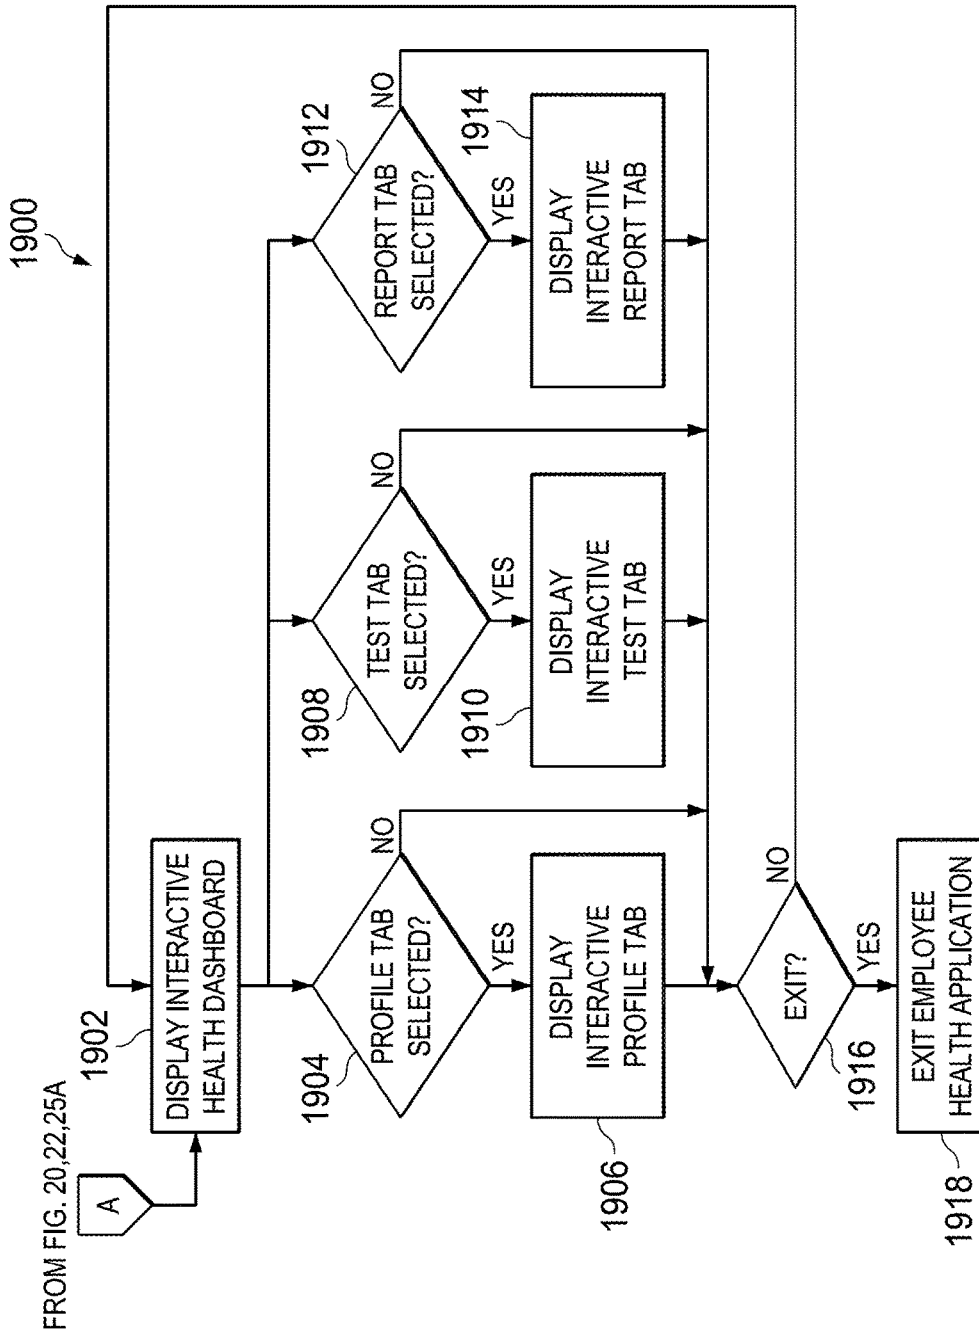 1900
FROM FIG. 20,22,25A
A
1902
DISPLAY INTERACTIVE
HEALTH DASHBOARD
1904
PROFILE TAB
SELECTED?
NO
YES
1906
DISPLAY
INTERACTIVE
PROFILE TAB
1908
TEST TAB
SELECTED?
NO
YES
1910
DISPLAY
INTERACTIVE
TEST TAB
1912
REPORT TAB
SELECTED?
NO
YES
1914
DISPLAY
INTERACTIVE
REPORT TAB
EXIT?
1916
NO
YES
EXIT EMPLOYEE
HEALTH APPLICATION
1918